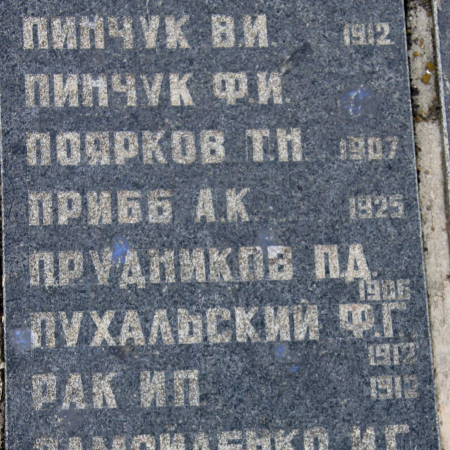 ПИНЧУК В.И. 1912
ПИНЧУК Ф.И.
ПОЯРКОВ Т.Н. 1907
ПРИББ А.К. 1925
ПРУДНИКОВ П.Д.
1906
ПУХАЛЬСКИЙ Ф.Г.
1912
РАК И.П. 1912
И.Г.